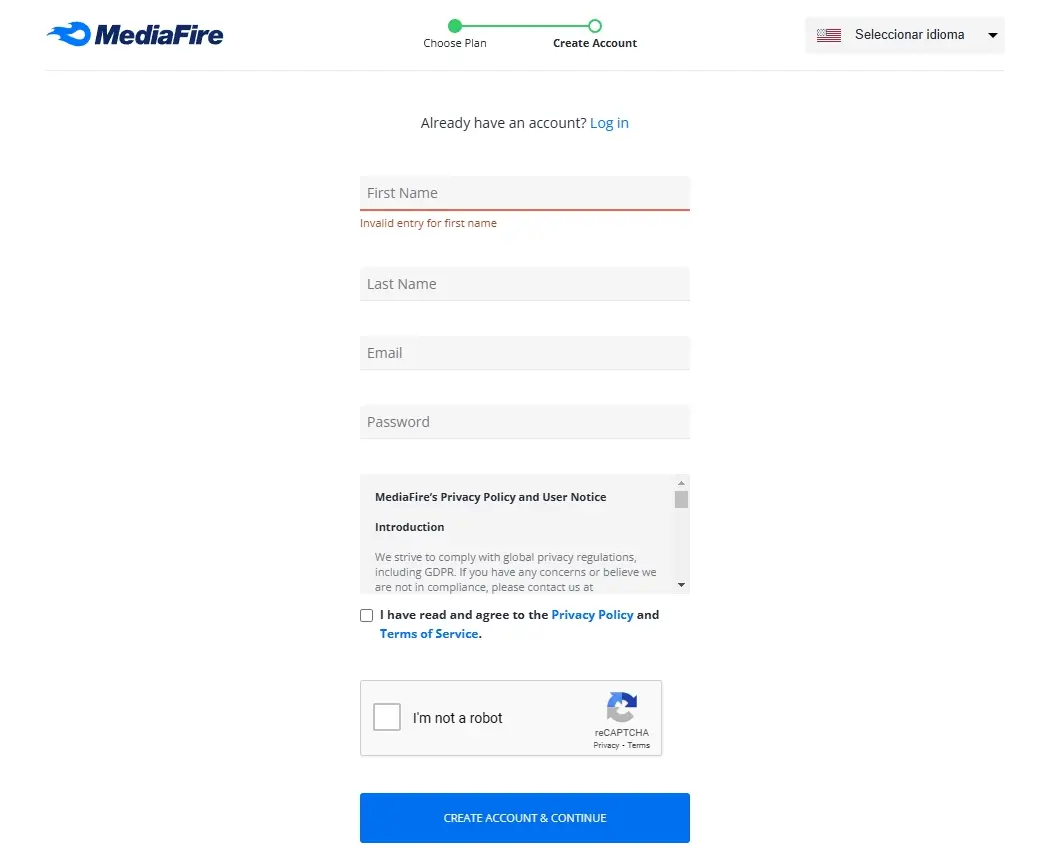 MediaFire
Choose Plan
Create Account
Seleccionar idioma
Already have an account? Log in
First Name
Invalid entry for first name
Last Name
Email
Password
MediaFire's Privacy Policy and User Notice
Introduction
We strive to comply with global privacy regulations,
including GDPR. If you have any concerns or believe we
are not in compliance, please contact us at
I have read and agree to the Privacy Policy and
Terms of Service.
I'm not a robot
reCAPTCHA
Privacy - Terms
CREATE ACCOUNT & CONTINUE